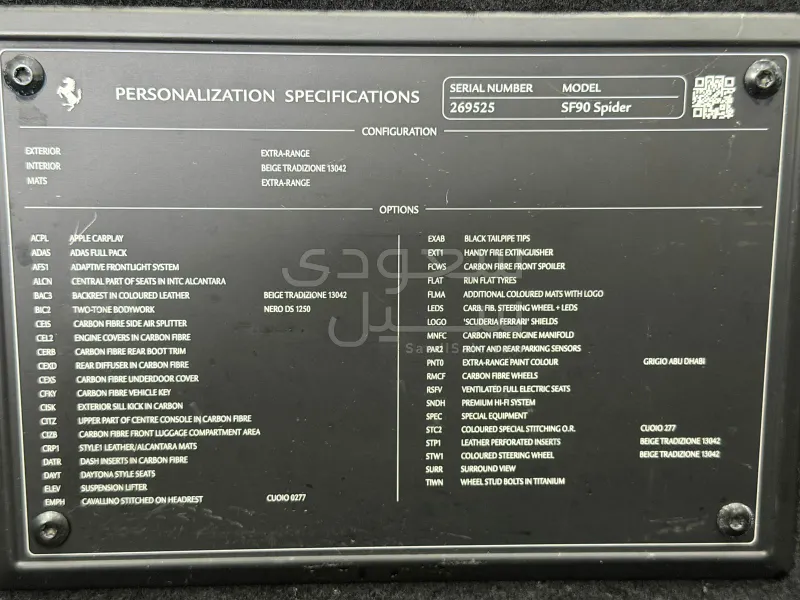 PERSONALIZATION SPECIFICATIONS
SERIAL NUMBER MODEL
269525 SF90 Spider
CONFIGURATION
EXTERIOR EXTRA-RANGE
INTERIOR BEIGE TRADIZIONE 13042
MATS EXTRA-RANGE
OPTIONS
ACPL APPLE CARPLAY
ADAS ADAS FULL PACK
AFS1 ADAPTIVE FRONTLIGHT SYSTEM
ALCN CENTRAL PART OF SEATS IN INTC ALCANTARA
BAC3 BACKREST IN COLOURED LEATHER BEIGE TRADIZIONE 13042
BIC2 TWO-TONE BODYWORK NERO DS 1250
CEIS CARBON FIBRE SIDE AIR SPLITTER
CEL2 ENGINE COVERS IN CARBON FIBRE
CERB CARBON FIBRE REAR BOOT TRIM
CEXD REAR DIFFUSER IN CARBON FIBRE
CEXS CARBON FIBRE UNDERDOOR COVER
CFKY CARBON FIBRE VEHICLE KEY
CISK EXTERIOR SILL KICK IN CARBON
CITZ UPPER PART OF CENTRE CONSOLE IN CARBON FIBRE
CIZB CARBON FIBRE FRONT LUGGAGE COMPARTMENT AREA
CRP1 STYLE1 LEATHER/ALCANTARA MATS
DATR DASH INSERTS IN CARBON FIBRE
DAYT DAYTONA STYLE SEATS
ELEV SUSPENSION LIFTER
EMPH CAVALLINO STITCHED ON HEADREST CUOIO 0277
EXAB BLACK TAILPIPE TIPS
EXT1 HANDY FIRE EXTINGUISHER
FCWS CARBON FIBRE FRONT SPOILER
FLAT RUN FLAT TYRES
FLMA ADDITIONAL COLOURED MATS WITH LOGO
LEDS CARB. FIB. STEERING WHEEL + LEDS
LOGO 'SCUDERIA FERRARI' SHIELDS
MNFC CARBON FIBRE ENGINE MANIFOLD
PAR2 FRONT AND REAR PARKING SENSORS
PNT0 EXTRA-RANGE PAINT COLOUR GRIGIO ABU DHABI
RMCF CARBON FIBRE WHEELS
RSFV VENTILATED FULL ELECTRIC SEATS
SNDH PREMIUM HI-FI SYSTEM
SPEC SPECIAL EQUIPMENT
STC2 COLOURED SPECIAL STITCHING O.R. CUOIO 277
STP1 LEATHER PERFORATED INSERTS BEIGE TRADIZIONE 13042
STW1 COLOURED STEERING WHEEL BEIGE TRADIZIONE 13042
SURR SURROUND VIEW
TIWN WHEEL STUD BOLTS IN TITANIUM
سعودي
سيل